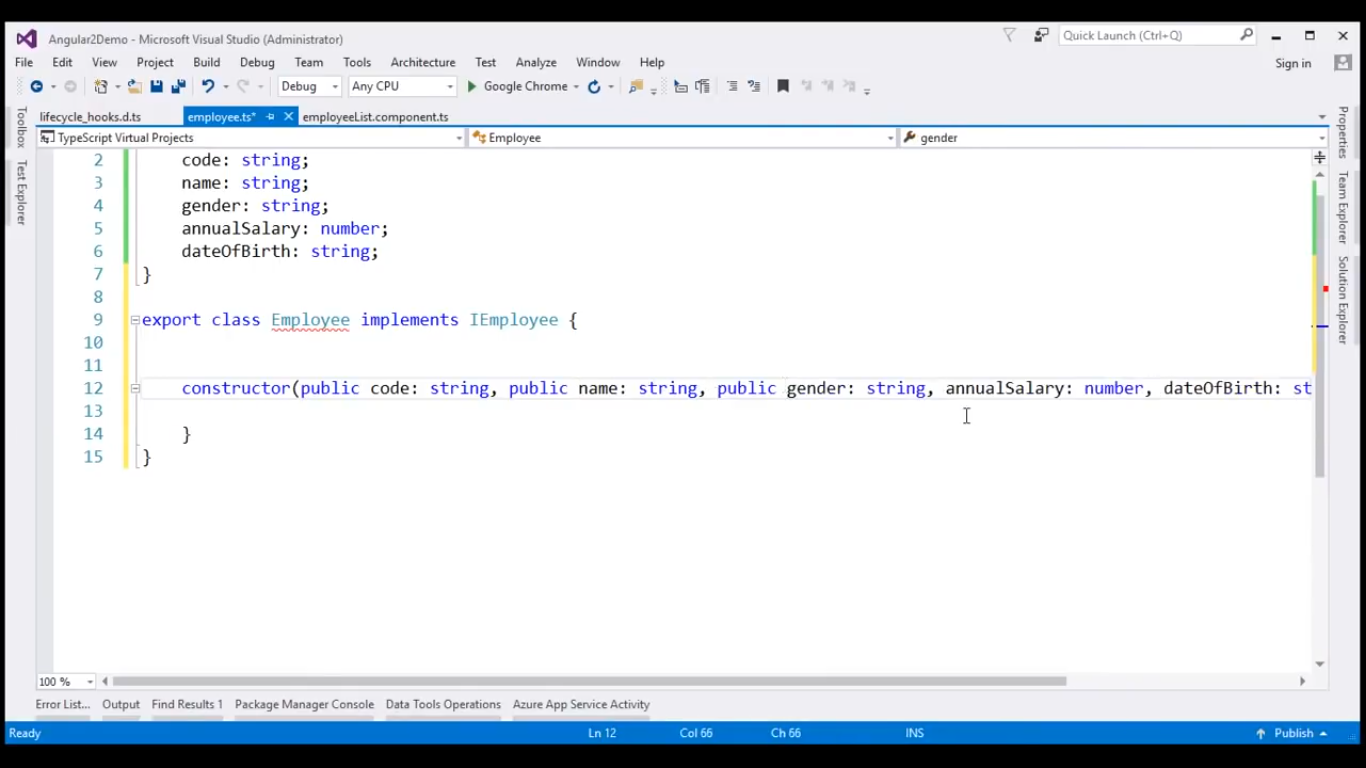 Angular2Demo - Microsoft Visual Studio (Administrator)
Quick Launch (Ctrl+Q)
File Edit View Project Build Debug Team Tools Architecture Test Analyze Window Help
Sign in
Debug Any CPU Google Chrome
lifecycle_hooks.d.ts employee.ts* employeeList.component.ts
TypeScript Virtual Projects Employee gender
Toolbox
Test Explorer
2 code: string;
3 name: string;
4 gender: string;
5 annualSalary: number;
6 dateOfBirth: string;
7 }
8
9 export class Employee implements IEmployee {
10
11
12 constructor(public code: string, public name: string, public gender: string, annualSalary: number, dateOfBirth: st
13
14 }
15 }
Properties
Team Explorer
Solution Explorer
100 %
Error List... Output Find Results 1 Package Manager Console Data Tools Operations Azure App Service Activity
Ready Ln 12 Col 66 Ch 66 INS Publish